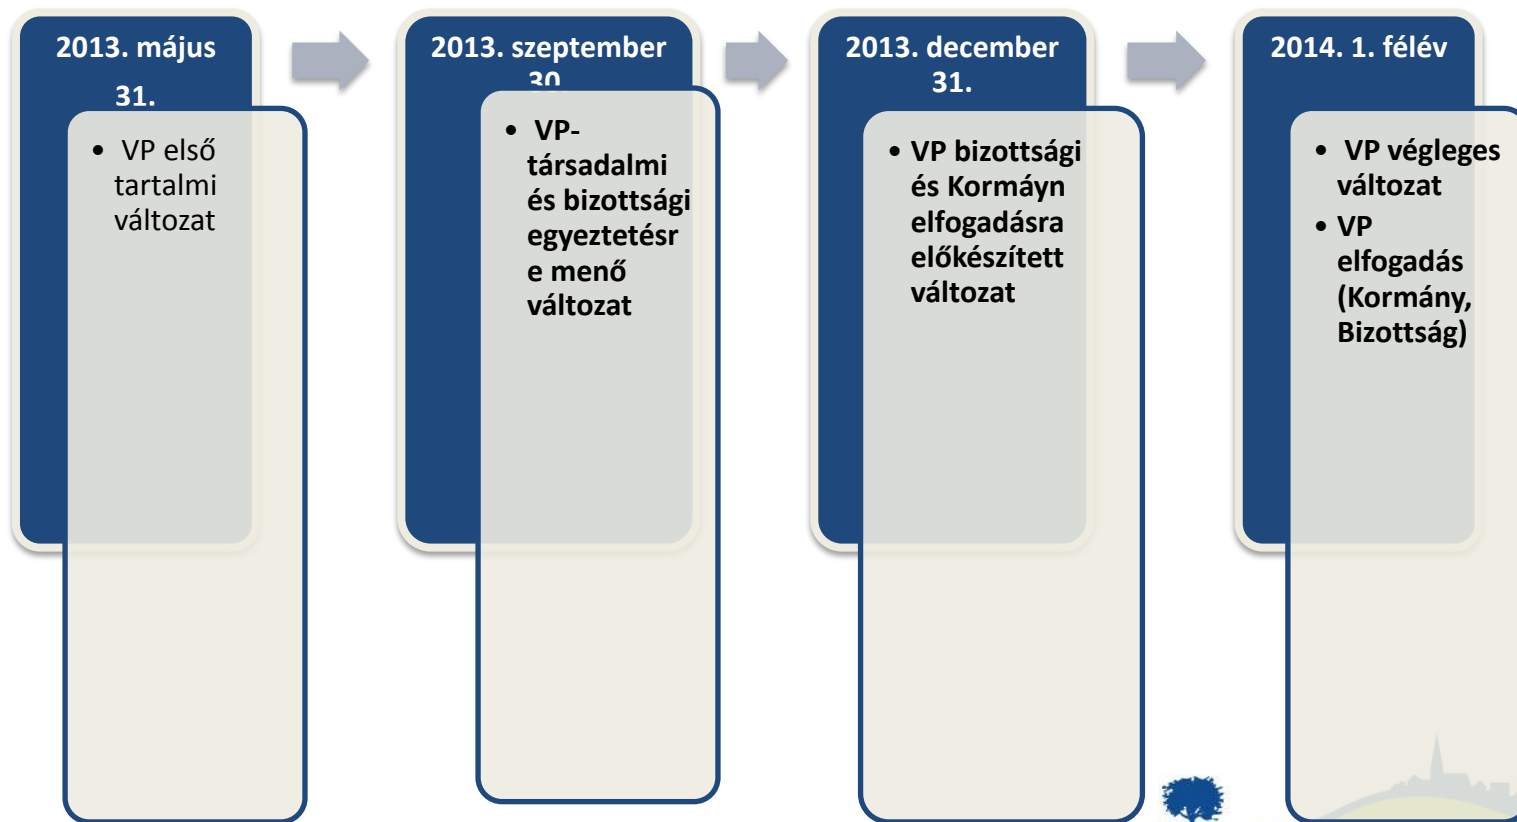 2013. május
31.
• VP első
tartalmi
változat
2013. szeptember
30.
• VP-
társadalmi
és bizottsági
egyeztetésr
e menő
változat
2013. december
31.
• VP bizottsági
és Kormáyn
elfogadásra
előkészített
változat
2014. 1. félév
• VP végleges
változat
• VP
elfogadás
(Kormány,
Bizottság)